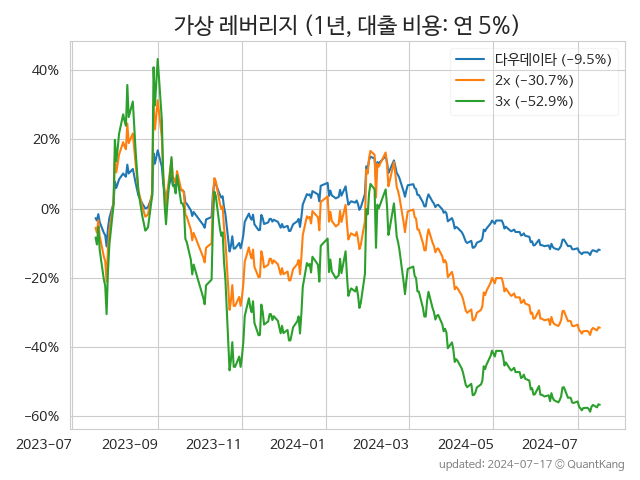 가상 레버리지 (1년, 대출 비용: 연 5%)
다우데이타 (−9.5%)
2x (−30.7%)
3x (−52.9%)
40%
20%
0%
−20%
−40%
−60%
2023-07 2023-09 2023-11 2024-01 2024-03 2024-05 2024-07
updated: 2024-07-17 © QuantKang